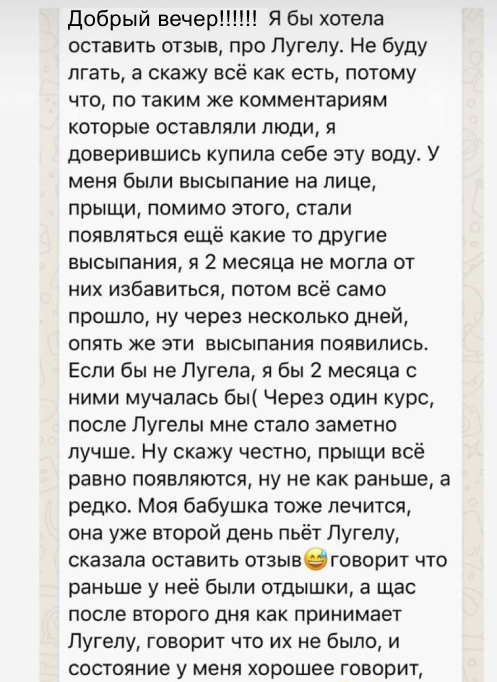 Добрый вечер!!!!!! Я бы хотела
оставить отзыв, про Лугелу. Не буду
лгать, а скажу всё как есть, потому
что, по таким же комментариям
которые оставляли люди, я
доверившись купила себе эту воду. У
меня были высыпание на лице,
прыщи, помимо этого, стали
появляться ещё какие то другие
высыпания, я 2 месяца не могла от
них избавиться, потом всё само
прошло, ну через несколько дней,
опять же эти высыпания появились.
Если бы не Лугела, я бы 2 месяца с
ними мучалась бы( Через один курс,
после Лугелы мне стало заметно
лучше. Ну скажу честно, прыщи всё
равно появляются, ну не как раньше, а
редко. Моя бабушка тоже лечится,
она уже второй день пьёт Лугелу,
сказала оставить отзыв😅говорит что
раньше у неё были отдышки, а щас
после второго дня как принимает
Лугелу, говорит что их не было, и
состояние у меня хорошее говорит,